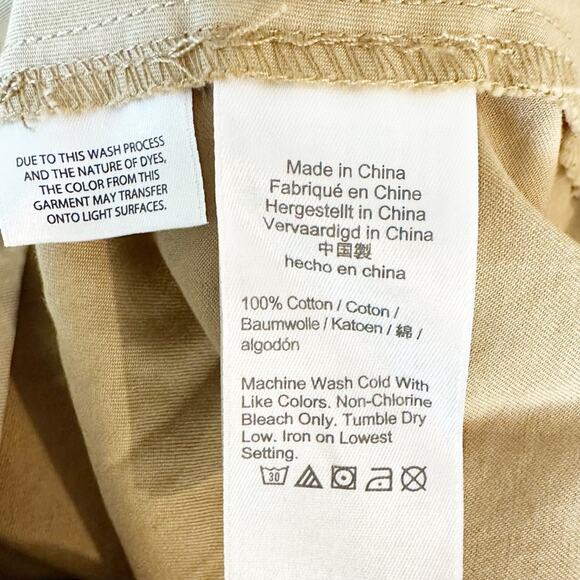 DUE TO THIS WASH PROCESS
AND THE NATURE OF DYES,
THE COLOR FROM THIS
GARMENT MAY TRANSFER
ONTO LIGHT SURFACES.
Made in China
Fabriqué en Chine
Hergestellt in China
Vervaardigd in China
中国製
hecho en china
100% Cotton / Coton /
Baumwolle / Katoen / 綿 /
algodón
Machine Wash Cold With
Like Colors. Non-Chlorine
Bleach Only. Tumble Dry
Low. Iron on Lowest
Setting.
30